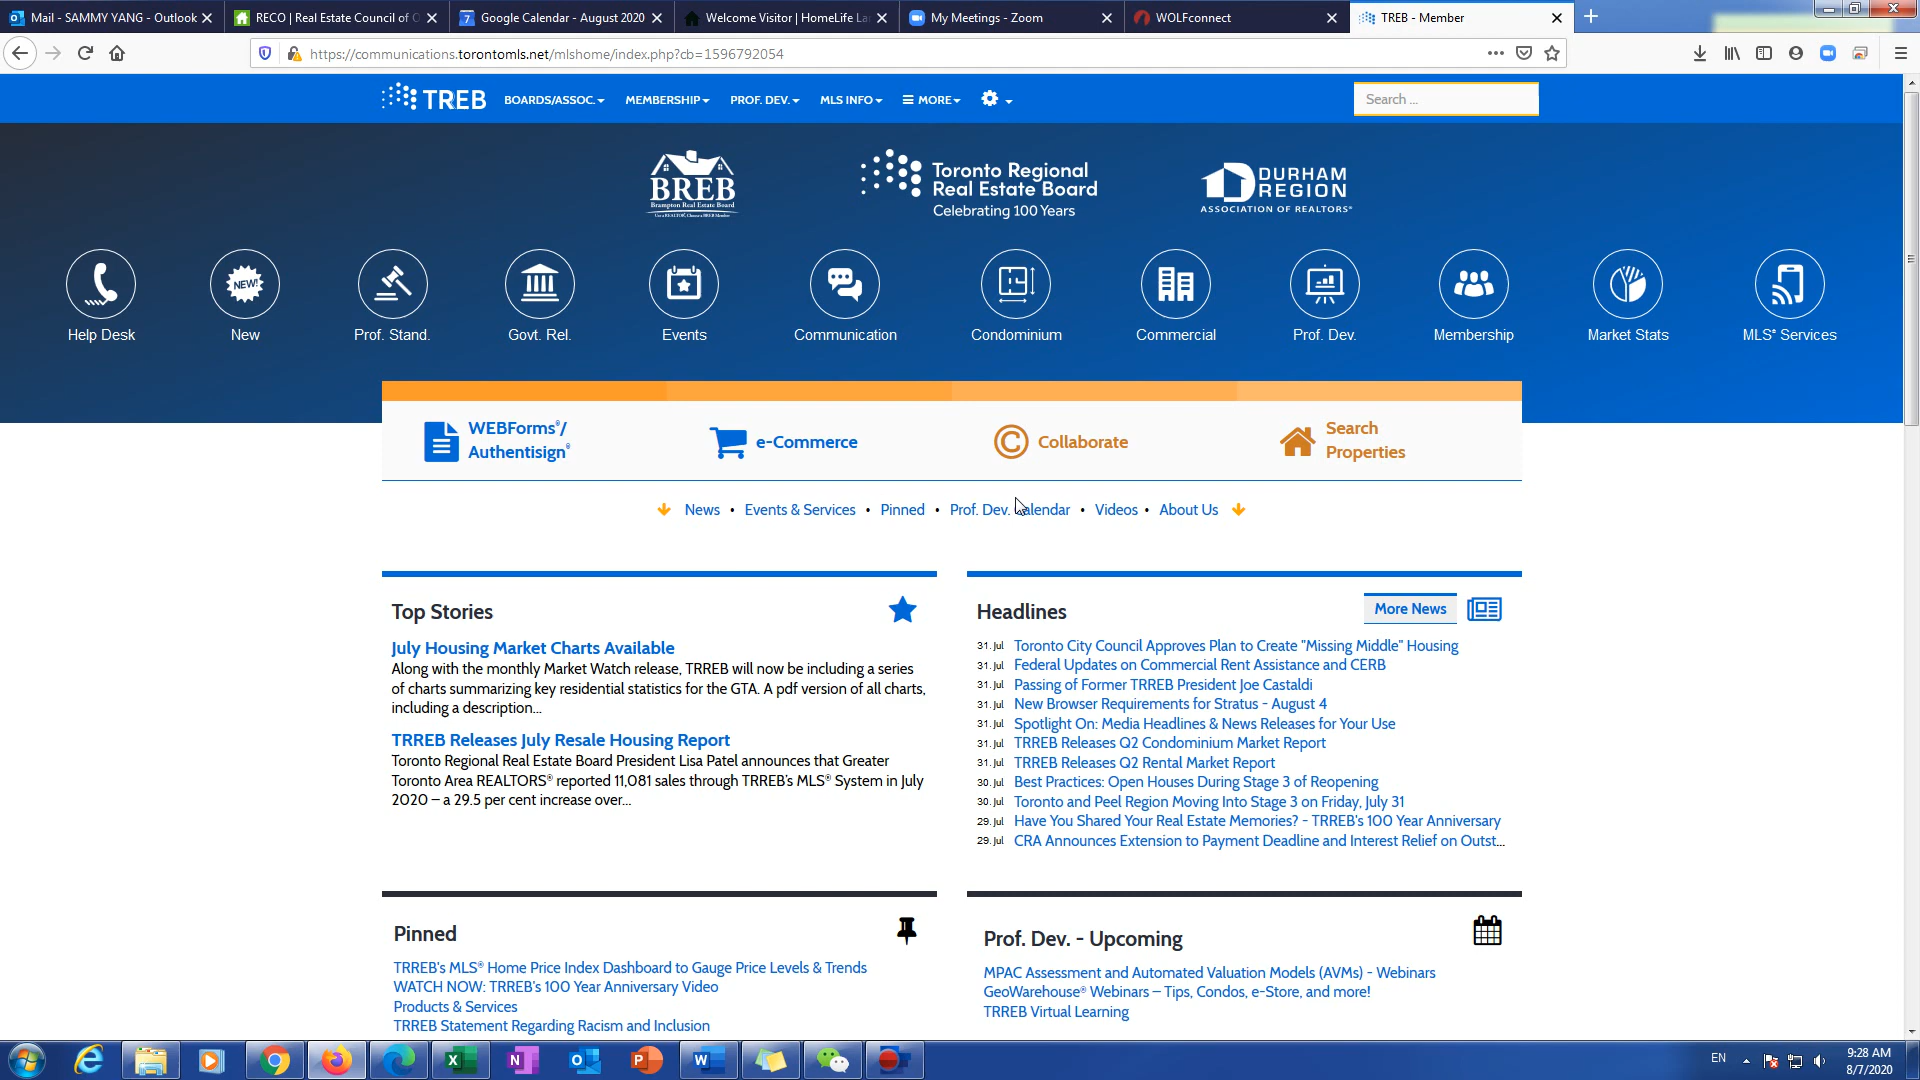 Mail - SAMMY YANG - Outlook
RECO | Real Estate Council of O
Google Calendar - August 2020
Welcome Visitor | HomeLife La
My Meetings - Zoom
WOLFconnect
TREB - Member
https://communications.torontomls.net/mlshome/index.php?cb=1596792054
TREB
BOARDS/ASSOC.
MEMBERSHIP
PROF. DEV.
MLS INFO
MORE
Search ...
BREB
Brampton Real Estate Board
Toronto Regional
Real Estate Board
Celebrating 100 Years
DURHAM
REGION
ASSOCIATION OF REALTORS®
NEW!
Help Desk
New
Prof. Stand.
Govt. Rel.
Events
Communication
Condominium
Commercial
Prof. Dev.
Membership
Market Stats
MLS® Services
WEBForms®/
Authentisign®
e-Commerce
Collaborate
Search
Properties
News • Events & Services • Pinned • Prof. Dev. Calendar • Videos • About Us
Top Stories
July Housing Market Charts Available
Along with the monthly Market Watch release, TRREB will now be including a series
of charts summarizing key residential statistics for the GTA. A pdf version of all charts,
including a description...
TRREB Releases July Resale Housing Report
Toronto Regional Real Estate Board President Lisa Patel announces that Greater
Toronto Area REALTORS® reported 11,081 sales through TRREB's MLS® System in July
2020 – a 29.5 per cent increase over...
Headlines
More News
31. Jul Toronto City Council Approves Plan to Create "Missing Middle" Housing
31. Jul Federal Updates on Commercial Rent Assistance and CERB
31. Jul Passing of Former TRREB President Joe Castaldi
31. Jul New Browser Requirements for Stratus - August 4
31. Jul Spotlight On: Media Headlines & News Releases for Your Use
31. Jul TRREB Releases Q2 Condominium Market Report
31. Jul TRREB Releases Q2 Rental Market Report
30. Jul Best Practices: Open Houses During Stage 3 of Reopening
30. Jul Toronto and Peel Region Moving Into Stage 3 on Friday, July 31
29. Jul Have You Shared Your Real Estate Memories? - TRREB's 100 Year Anniversary
29. Jul CRA Announces Extension to Payment Deadline and Interest Relief on Outst...
Pinned
TRREB's MLS® Home Price Index Dashboard to Gauge Price Levels & Trends
WATCH NOW: TRREB's 100 Year Anniversary Video
Products & Services
TRREB Statement Regarding Racism and Inclusion
Prof. Dev. - Upcoming
MPAC Assessment and Automated Valuation Models (AVMs) - Webinars
GeoWarehouse® Webinars – Tips, Condos, e-Store, and more!
TRREB Virtual Learning
EN
9:28 AM
8/7/2020